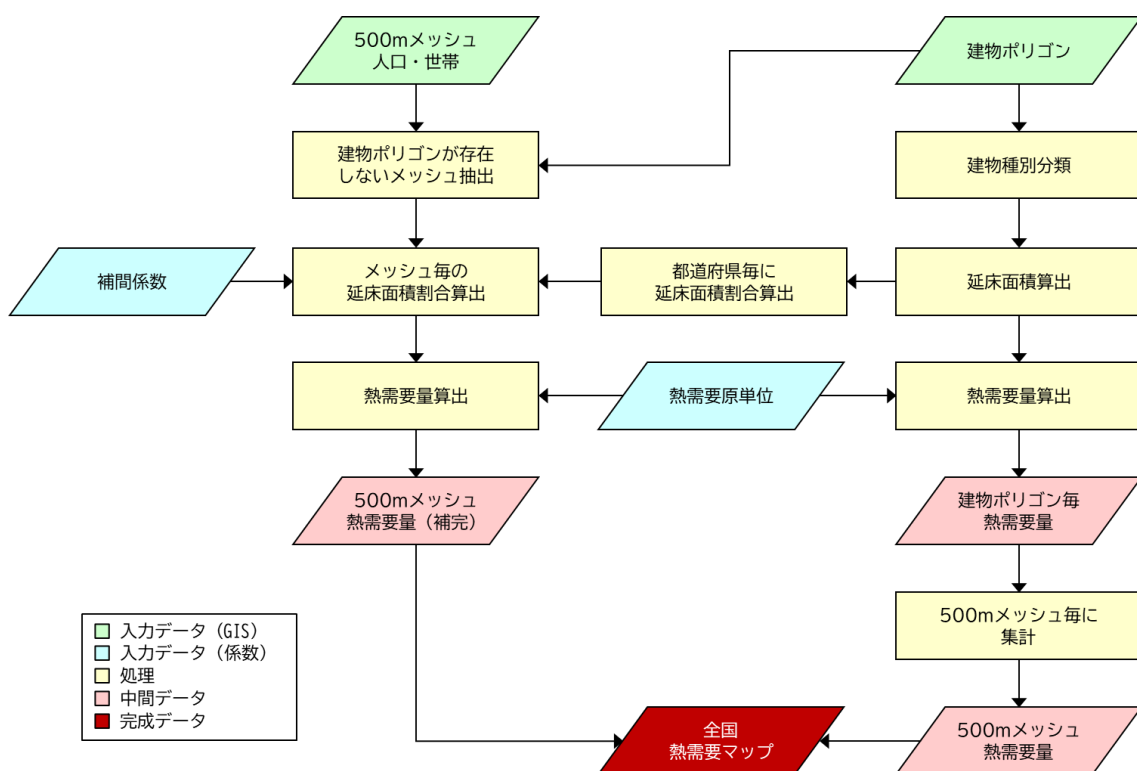 500mメッシュ
人口・世帯
建物ポリゴン
建物ポリゴンが存在
しないメッシュ抽出
建物種別分類
補間係数
メッシュ毎の
延床面積割合算出
都道府県毎に
延床面積割合算出
延床面積算出
熱需要量算出
熱需要原単位
熱需要量算出
500mメッシュ
熱需要量（補完）
建物ポリゴン毎
熱需要量
500mメッシュ毎に
集計
入力データ（GIS）
入力データ（係数）
処理
中間データ
完成データ
全国
熱需要マップ
500mメッシュ
熱需要量